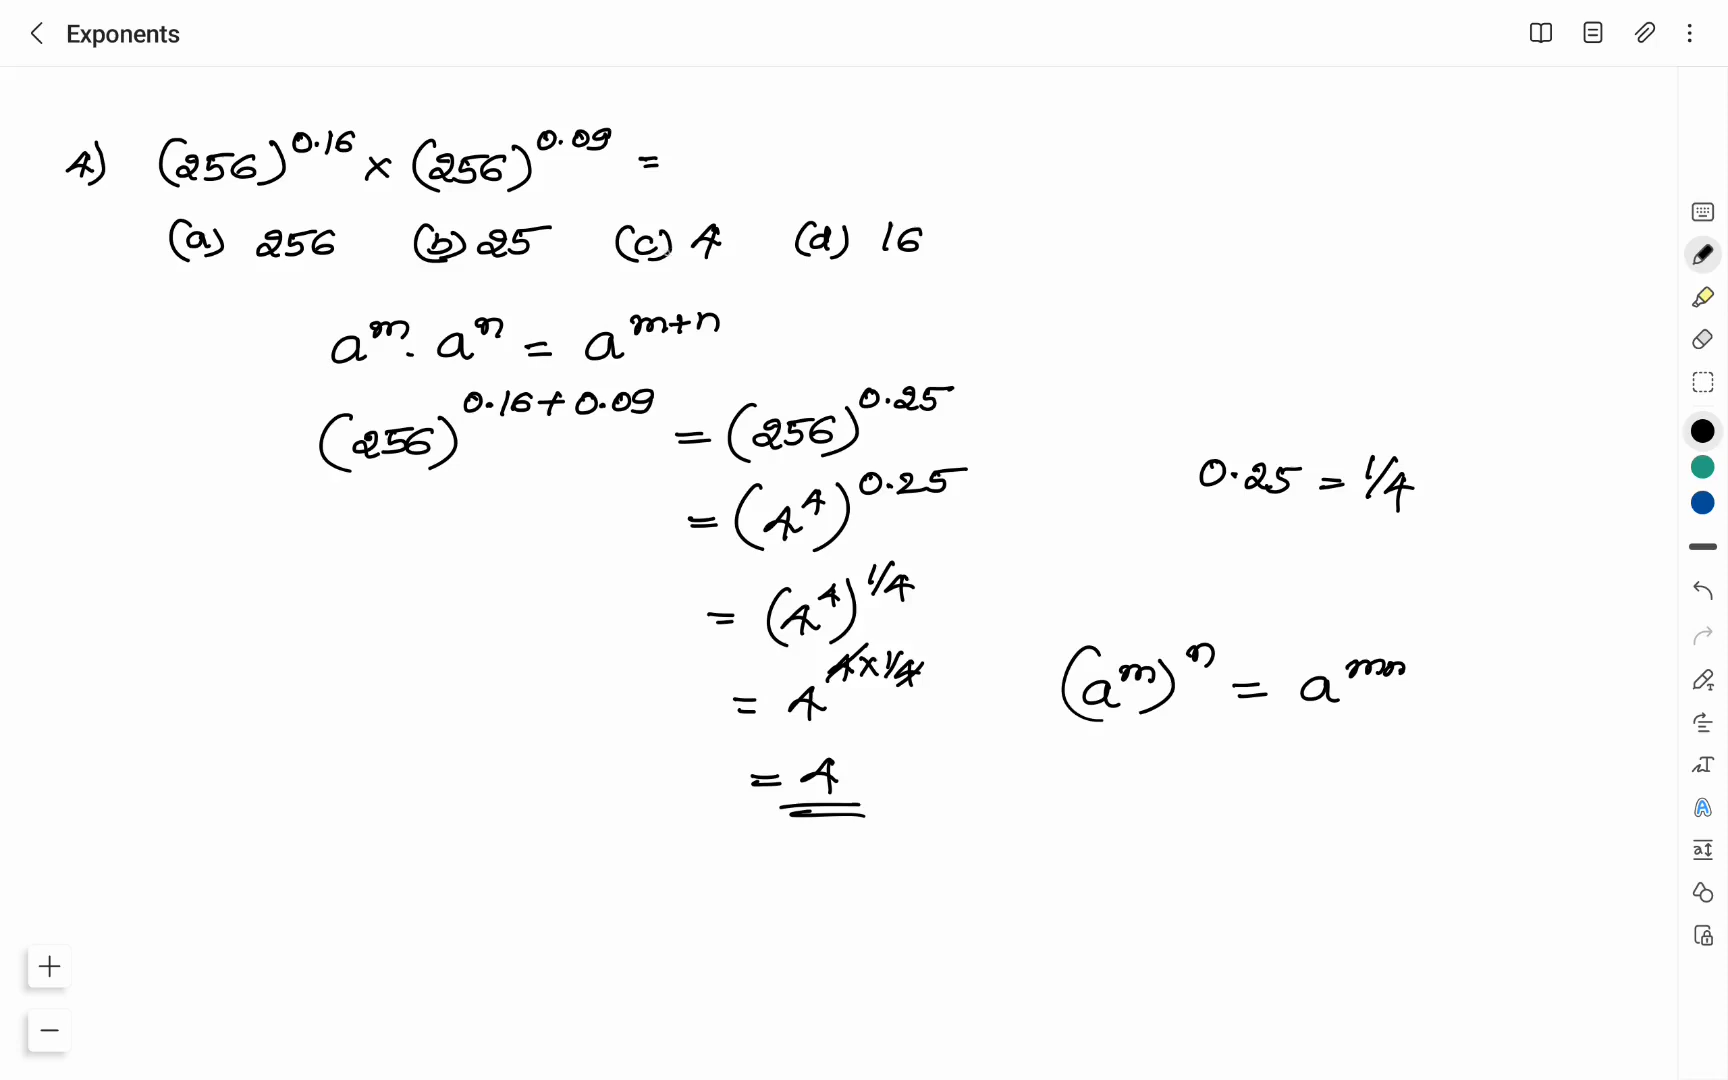 Exponents
4) (256)^0.16 × (256)^0.09 =
(a) 256 (b) 25 (c) 4 (d) 16
a^m . a^n = a^(m+n)
(256)^(0.16+0.09) = (256)^0.25
= (4^4)^0.25
0.25 = 1/4
= (4^4)^1/4
= 4^(4×1/4)
(a^m)^n = a^mn
= 4